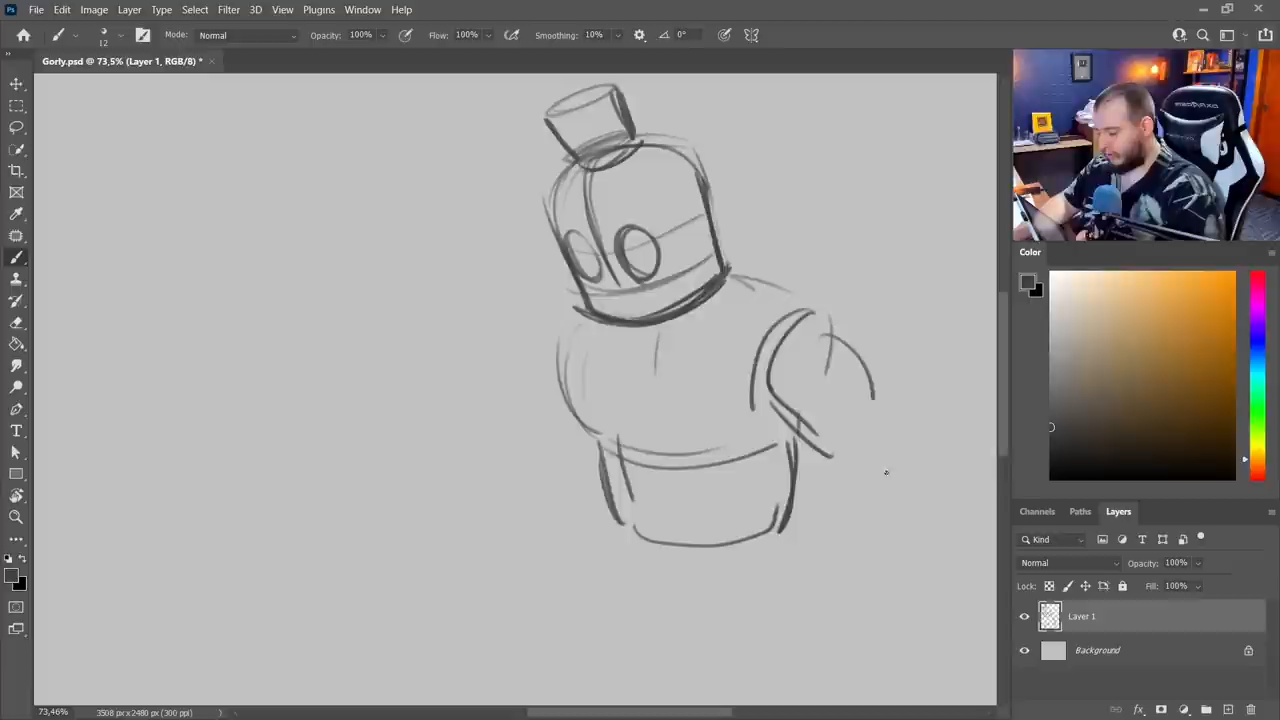 File Edit Image Layer Type Select Filter 3D View Plugins Window Help
12 Mode: Normal Opacity: 100% Flow: 100% Smoothing: 10% 0°
Gorly.psd @ 73,5% (Layer 1, RGB/8) *
Color
Channels Paths Layers
Kind
Normal Opacity: 100%
Lock: Fill: 100%
Layer 1
Background
73,46% 3508 px x 2480 px (300 ppi)